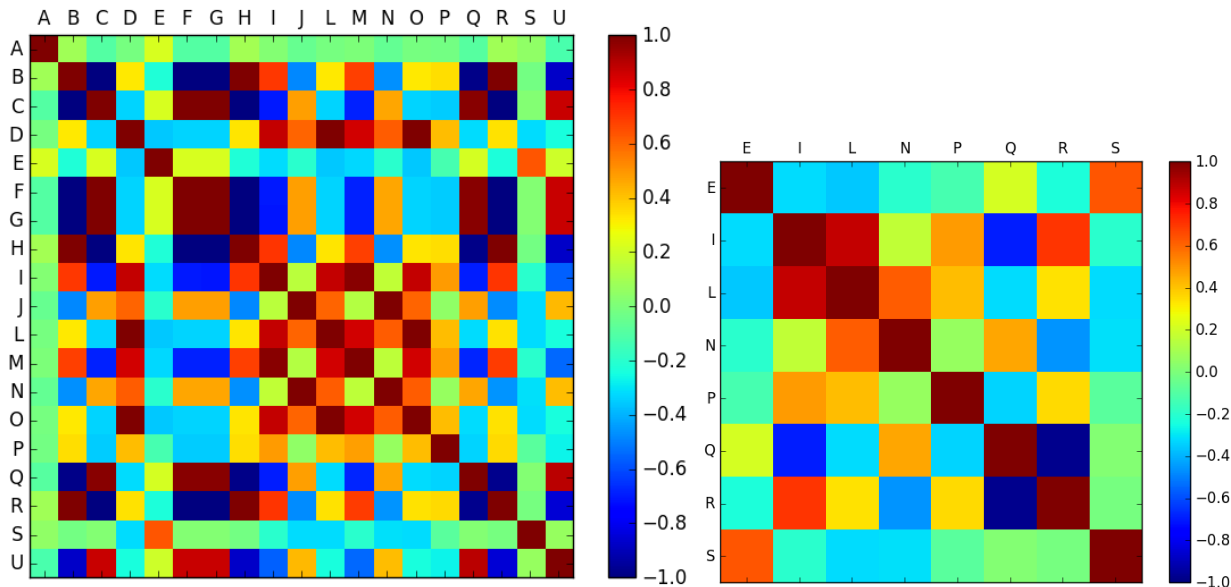 A B C D E F G H I J L M N O P Q R S U
A
B
C
D
E
F
G
H
I
J
L
M
N
O
P
Q
R
S
U
1.0
0.8
0.6
0.4
0.2
0.0
−0.2
−0.4
−0.6
−0.8
−1.0
E I L N P Q R S
E
I
L
N
P
Q
R
S
1.0
0.8
0.6
0.4
0.2
0.0
−0.2
−0.4
−0.6
−0.8
−1.0